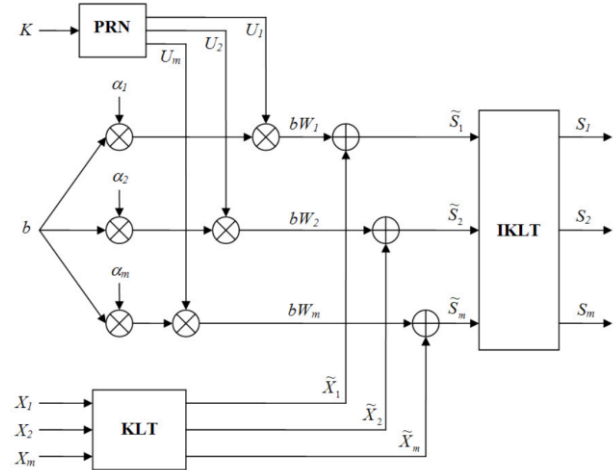 K PRN U₁
U₂
Uₘ
α₁
bW₁ S̃₁ S₁
α₂
b bW₂ S̃₂ IKLT S₂
αₘ
bWₘ S̃ₘ Sₘ
X₁ X̃₁
X₂ KLT X̃₂
Xₘ X̃ₘ